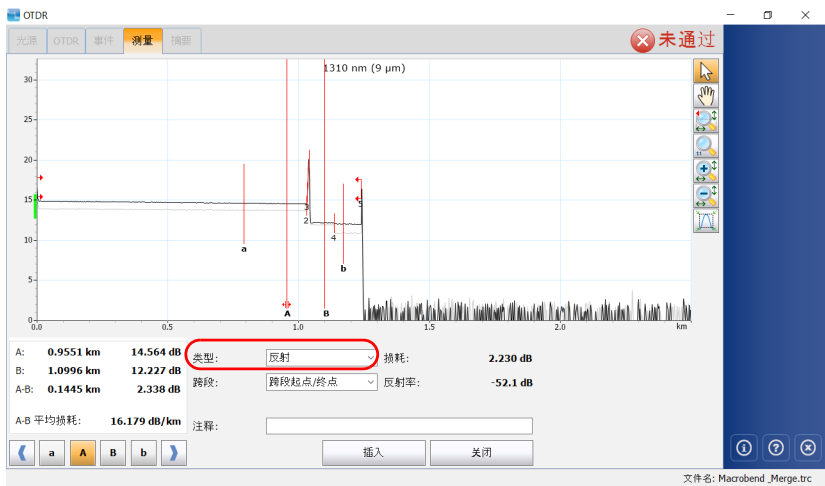 OTDR
光源 OTDR 事件 测量 摘要 未通过
1310 nm (9 µm)
30
25
20
15
10
5
0
3
2
4
5
a
b
A
B
0.0 0.5 1.0 1.5 2.0 km
A: 0.9551 km 14.564 dB
B: 1.0996 km 12.227 dB
A-B: 0.1445 km 2.338 dB
A-B 平均损耗: 16.179 dB/km
类型: 反射 损耗: 2.230 dB
跨段: 跨段起点/终点 反射率: -52.1 dB
注释:
a A B b 插入 关闭
文件名: Macrobend _Merge.trc